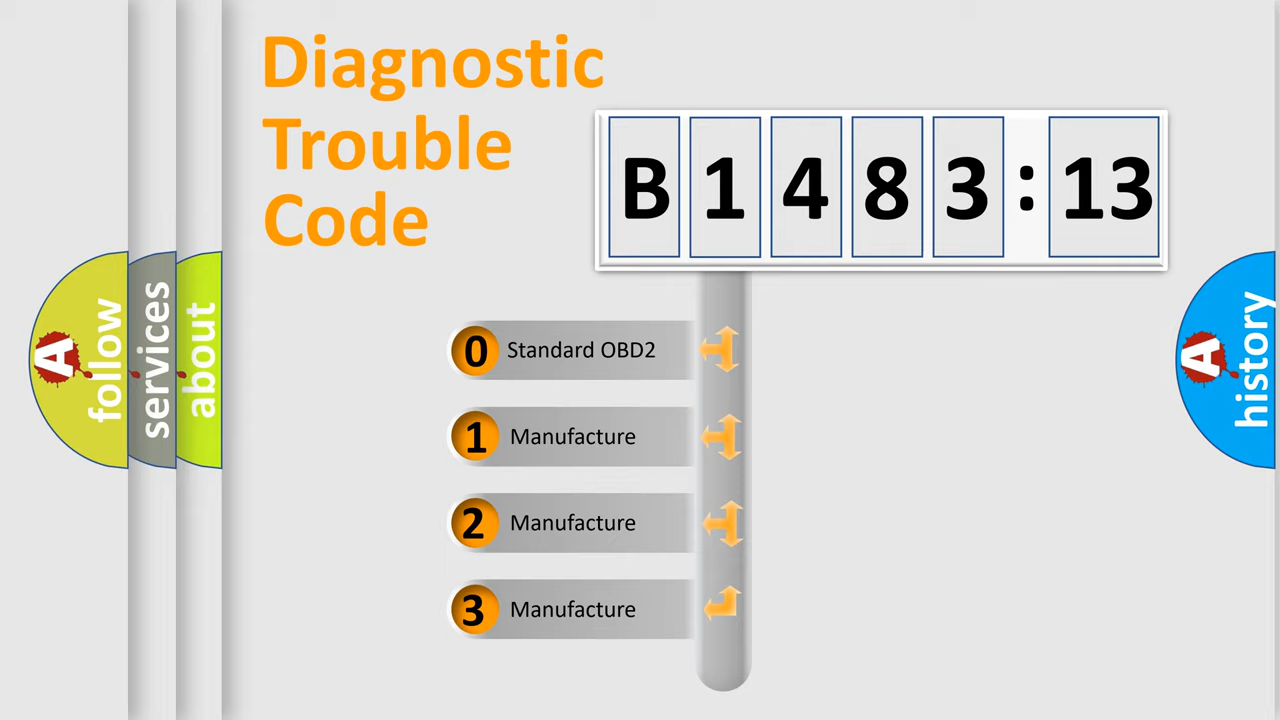 Diagnostic
Trouble
Code
B 1 4 8 3 : 13
0 Standard OBD2
1 Manufacture
2 Manufacture
3 Manufacture
A follow
services
about
A history